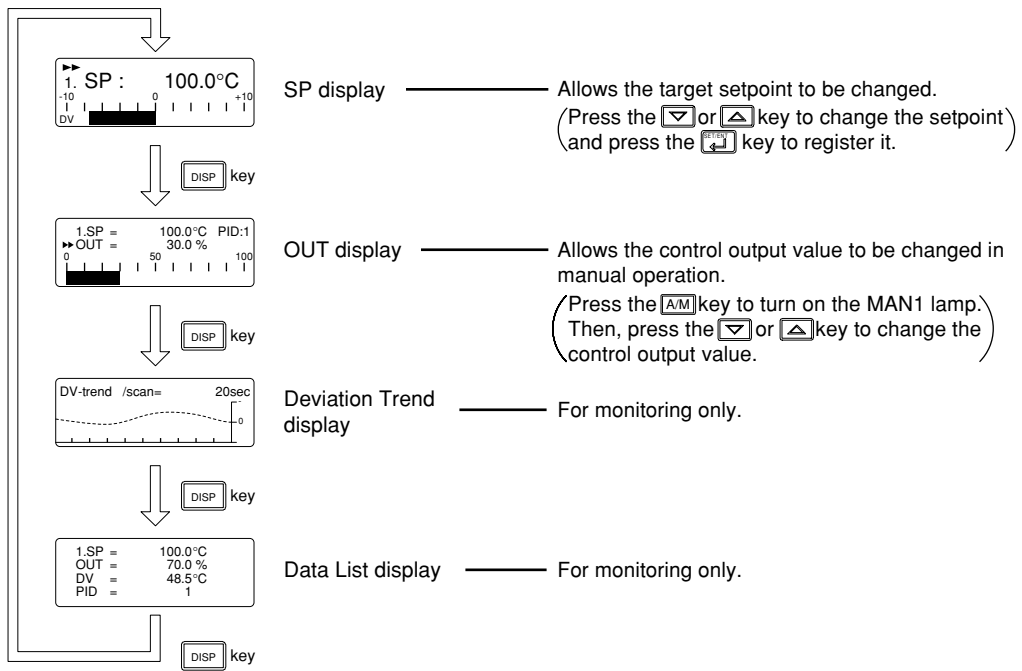 ▶▶
1. SP : 100.0°C
-10 0 +10
DV
SP display
Allows the target setpoint to be changed.
(Press the ▽ or △ key to change the setpoint
and press the SET/ENT key to register it.)
DISP key
1.SP = 100.0°C PID:1
▶▶OUT = 30.0 %
0 50 100
OUT display
Allows the control output value to be changed in
manual operation.
(Press the A/M key to turn on the MAN1 lamp.
Then, press the ▽ or △ key to change the
control output value.)
DISP key
DV-trend /scan= 20sec
0
Deviation Trend
display
For monitoring only.
DISP key
1.SP = 100.0°C
OUT = 70.0 %
DV = 48.5°C
PID = 1
Data List display
For monitoring only.
DISP key